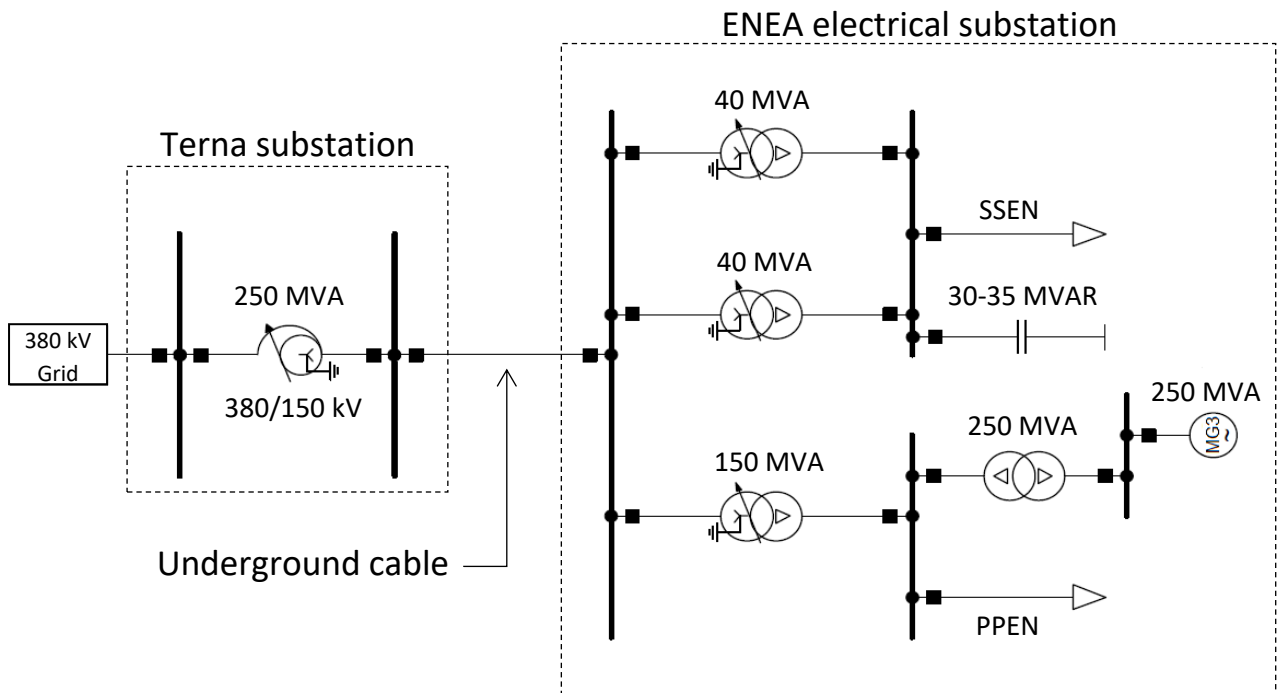 ENEA electrical substation
Terna substation
40 MVA
SSEN
250 MVA
40 MVA
30-35 MVAR
380 kV
Grid
380/150 kV
250 MVA
250 MVA
MG3
~
150 MVA
Underground cable
PPEN